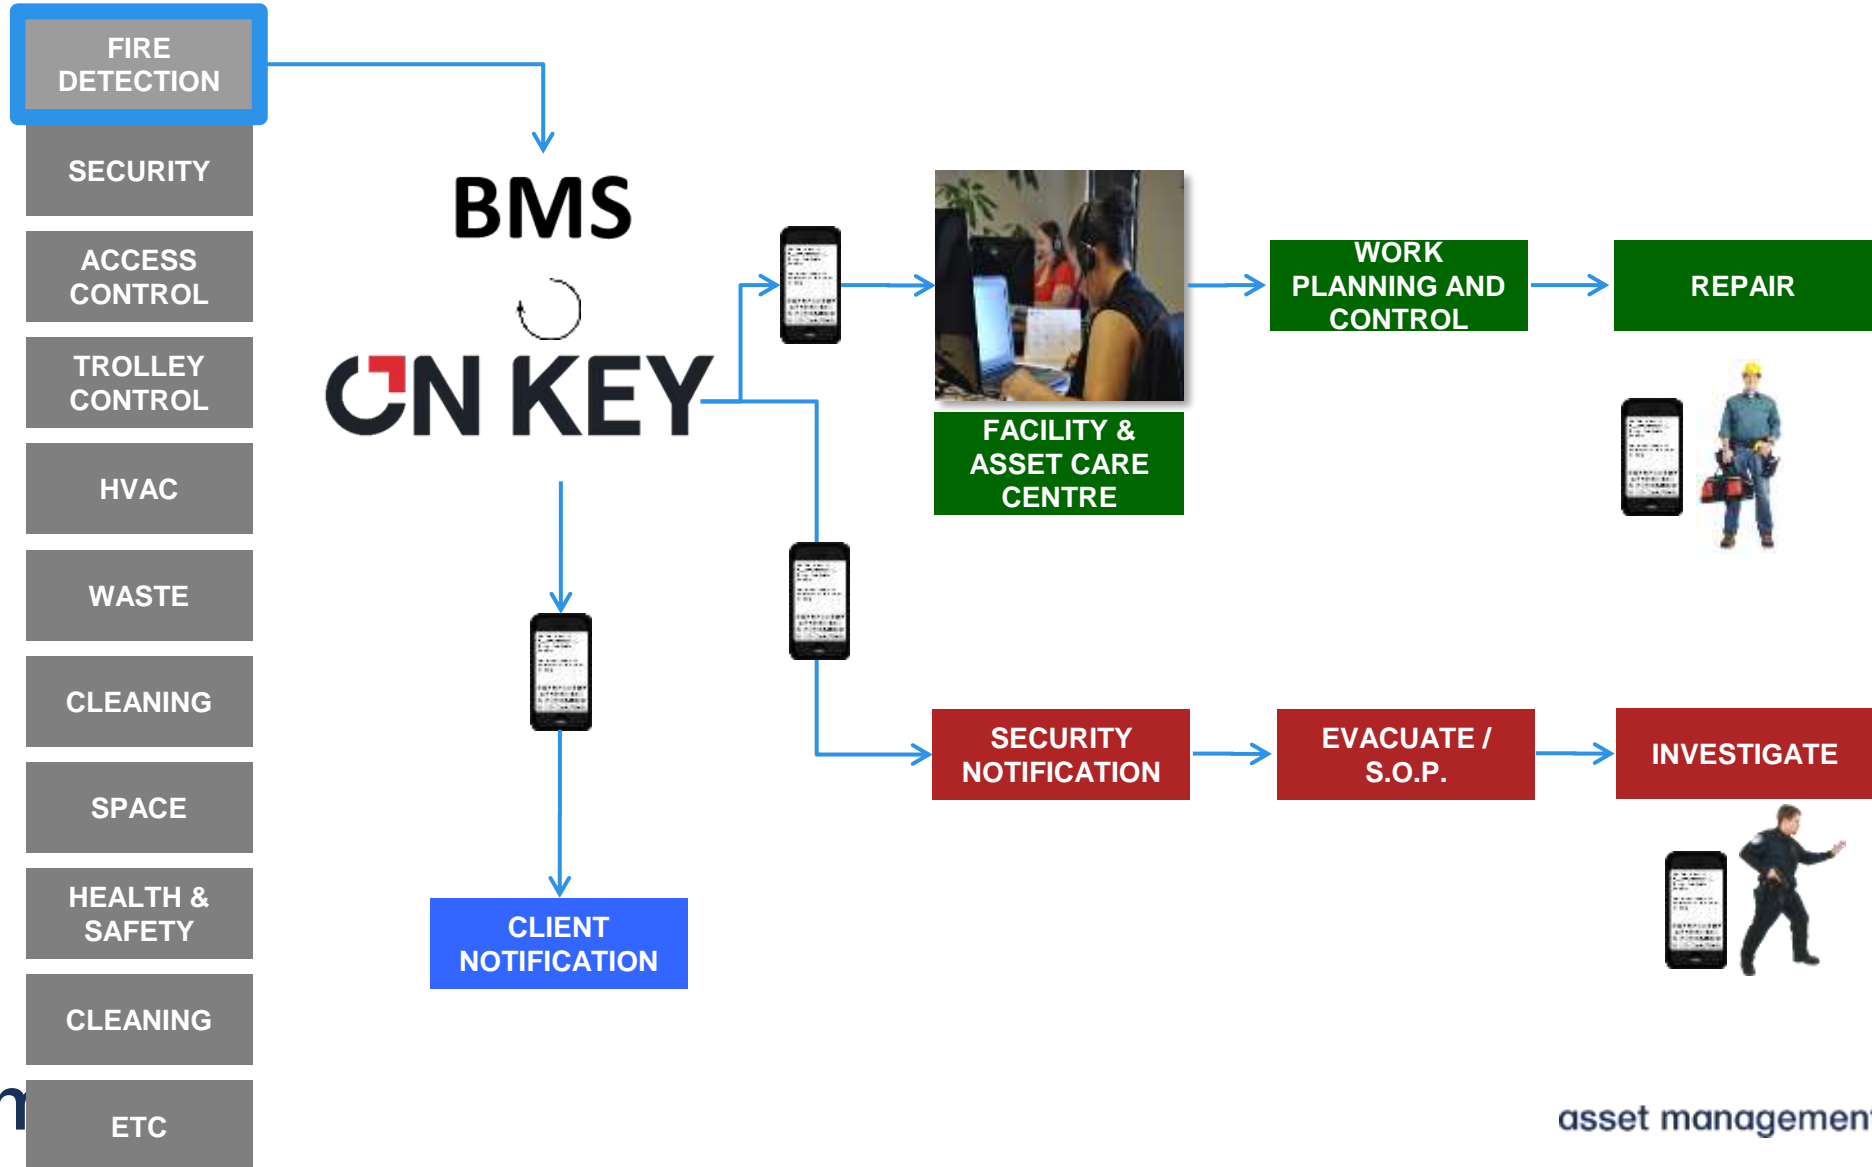 FIRE
DETECTION
SECURITY
ACCESS
CONTROL
TROLLEY
CONTROL
HVAC
WASTE
CLEANING
SPACE
HEALTH &
SAFETY
CLEANING
ETC
BMS
ON KEY
FACILITY &
ASSET CARE
CENTRE
WORK
PLANNING AND
CONTROL
REPAIR
SECURITY
NOTIFICATION
EVACUATE /
S.O.P.
INVESTIGATE
CLIENT
NOTIFICATION
asset management